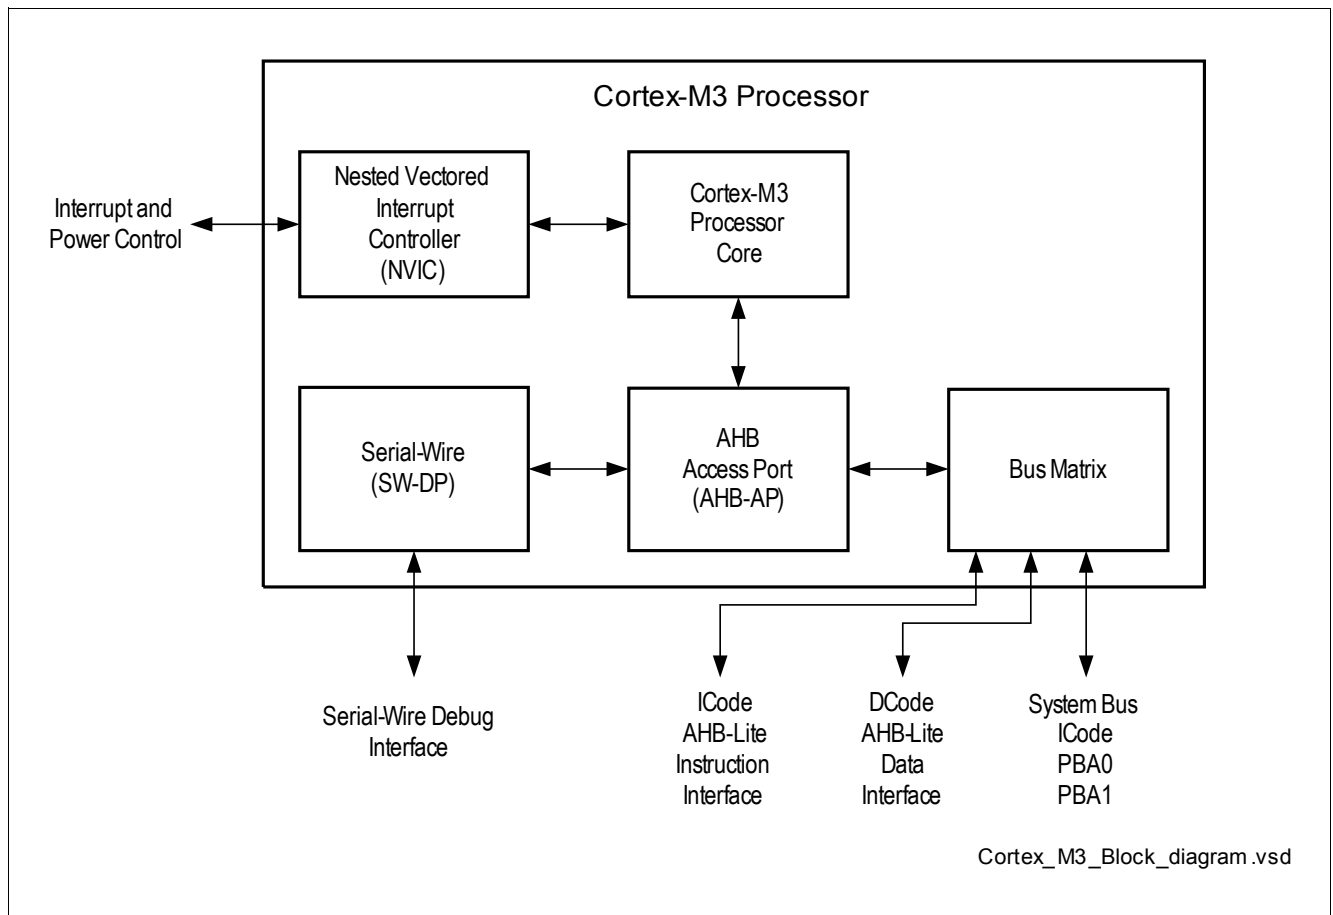 Cortex-M3 Processor
Nested Vectored
Interrupt
Controller
(NVIC)
Cortex-M3
Processor
Core
Interrupt and
Power Control
Serial-Wire
(SW-DP)
AHB
Access Port
(AHB-AP)
Bus Matrix
Serial-Wire Debug
Interface
ICode
AHB-Lite
Instruction
Interface
DCode
AHB-Lite
Data
Interface
System Bus
ICode
PBA0
PBA1
Cortex_M3_Block_diagram.vsd